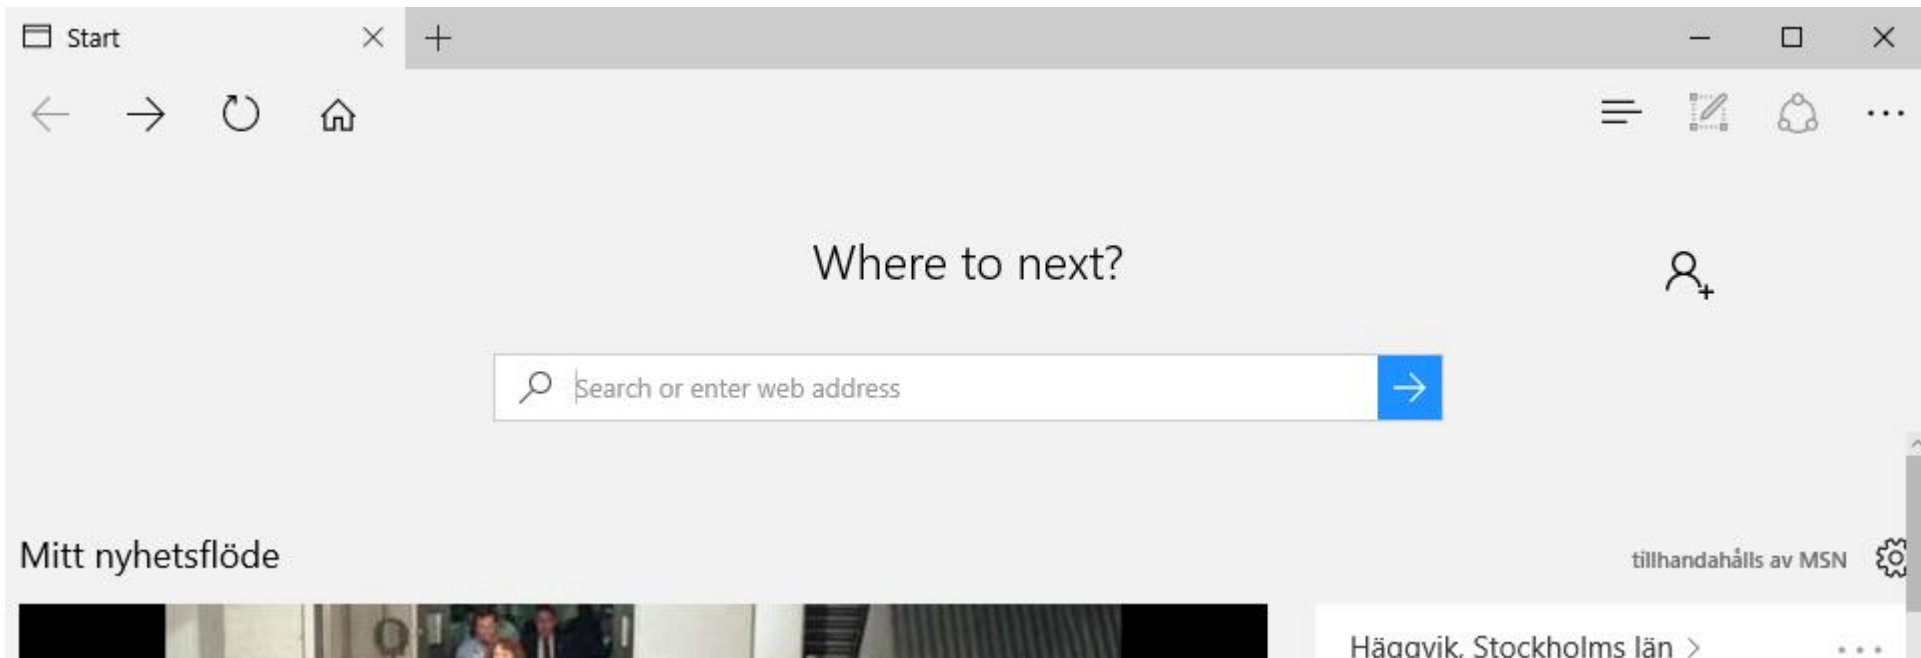 Start
Where to next?
Search or enter web address
Mitt nyhetsflöde
tillhandahålls av MSN
Häggvik, Stockholms län >